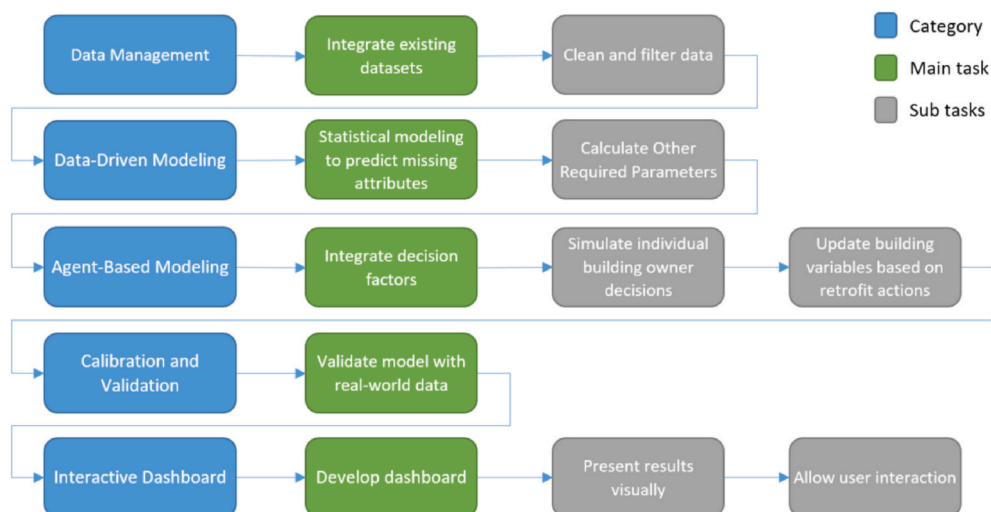 Data Management
Integrate existing
datasets
Clean and filter data
Category
Main task
Sub tasks
Data-Driven Modeling
Statistical modeling
to predict missing
attributes
Calculate Other
Required Parameters
Agent-Based Modeling
Integrate decision
factors
Simulate individual
building owner
decisions
Update building
variables based on
retrofit actions
Calibration and
Validation
Validate model with
real-world data
Interactive Dashboard
Develop dashboard
Present results
visually
Allow user interaction